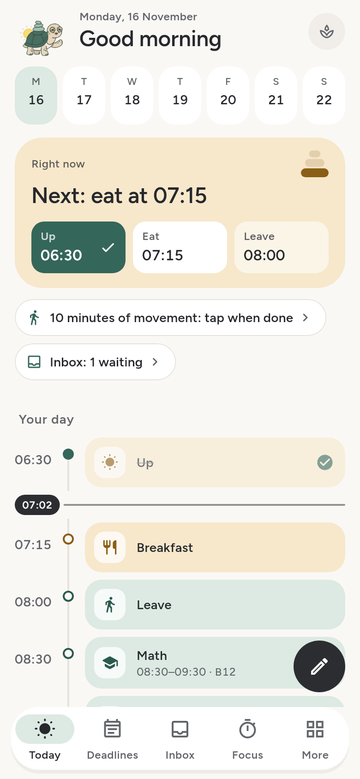 Monday, 16 November
Good morning
M T W T F S S
16 17 18 19 20 21 22
Right now
Next: eat at 07:15
Up Eat Leave
06:30 07:15 08:00
10 minutes of movement: tap when done
Inbox: 1 waiting
Your day
06:30 Up
07:02
07:15 Breakfast
08:00 Leave
08:30 Math
08:30–09:30 · B12
Today Deadlines Inbox Focus More